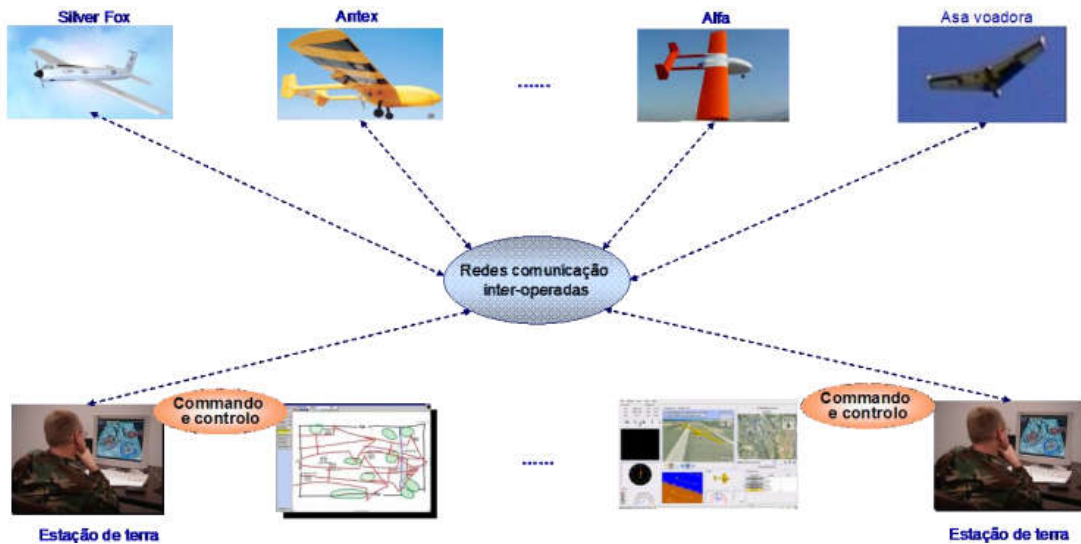 Silver Fox
Antex
Alfa
Asa voadora
......
Redes comunicação
inter-operadas
Commando
e controlo
Commando
e controlo
......
Estação de terra
Estação de terra